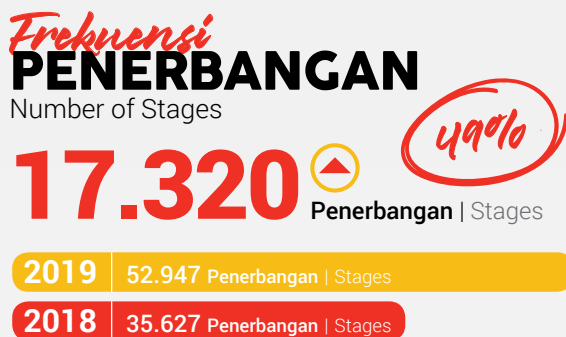 Frekuensi
PENERBANGAN
Number of Stages
49%
17.320
Penerbangan | Stages
2019 | 52.947 Penerbangan | Stages
2018 | 35.627 Penerbangan | Stages